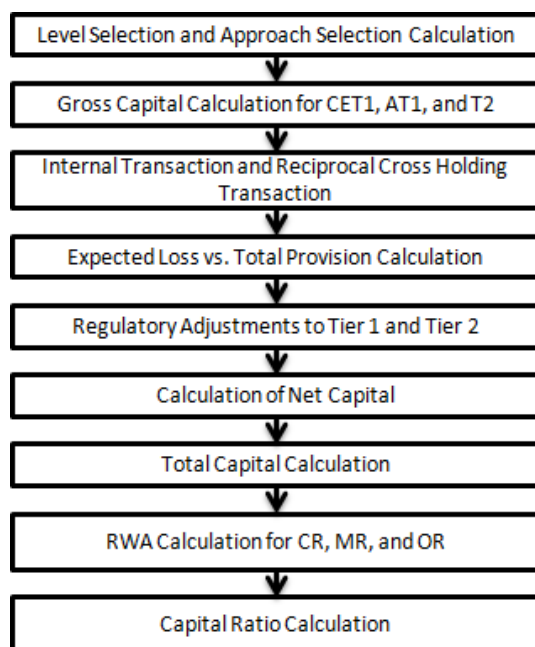 Level Selection and Approach Selection Calculation
Gross Capital Calculation for CET1, AT1, and T2
Internal Transaction and Reciprocal Cross Holding
Transaction
Expected Loss vs. Total Provision Calculation
Regulatory Adjustments to Tier 1 and Tier 2
Calculation of Net Capital
Total Capital Calculation
RWA Calculation for CR, MR, and OR
Capital Ratio Calculation